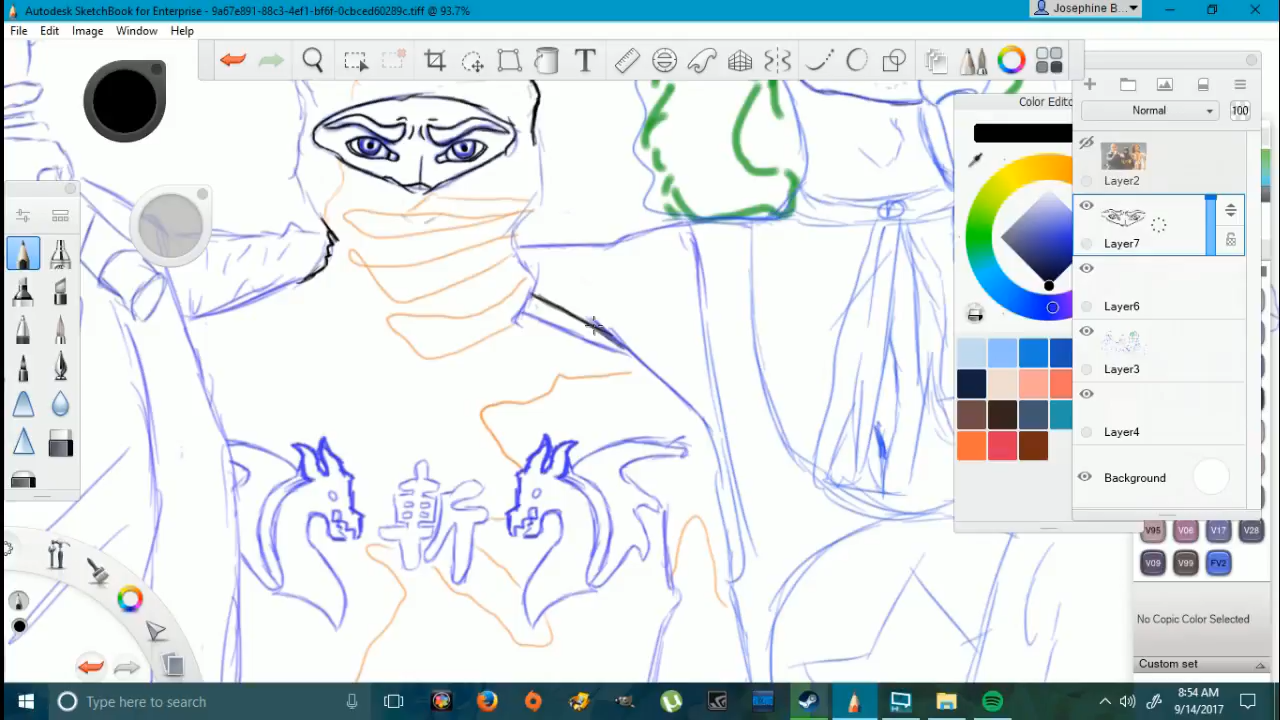 Autodesk SketchBook for Enterprise - 9a67e891-88c3-4ef1-bf6f-0cbced60289c.tiff @ 93.7%
Josephine B...
File Edit Image Window Help
T
Color Edito
Normal
100
Layer2
Layer7
Layer6
Layer3
Layer4
Background
斬
V95 V06 V17 V28
V09 V99 FV2
No Copic Color Selected
Custom set
Type here to search
8:54 AM
9/14/2017